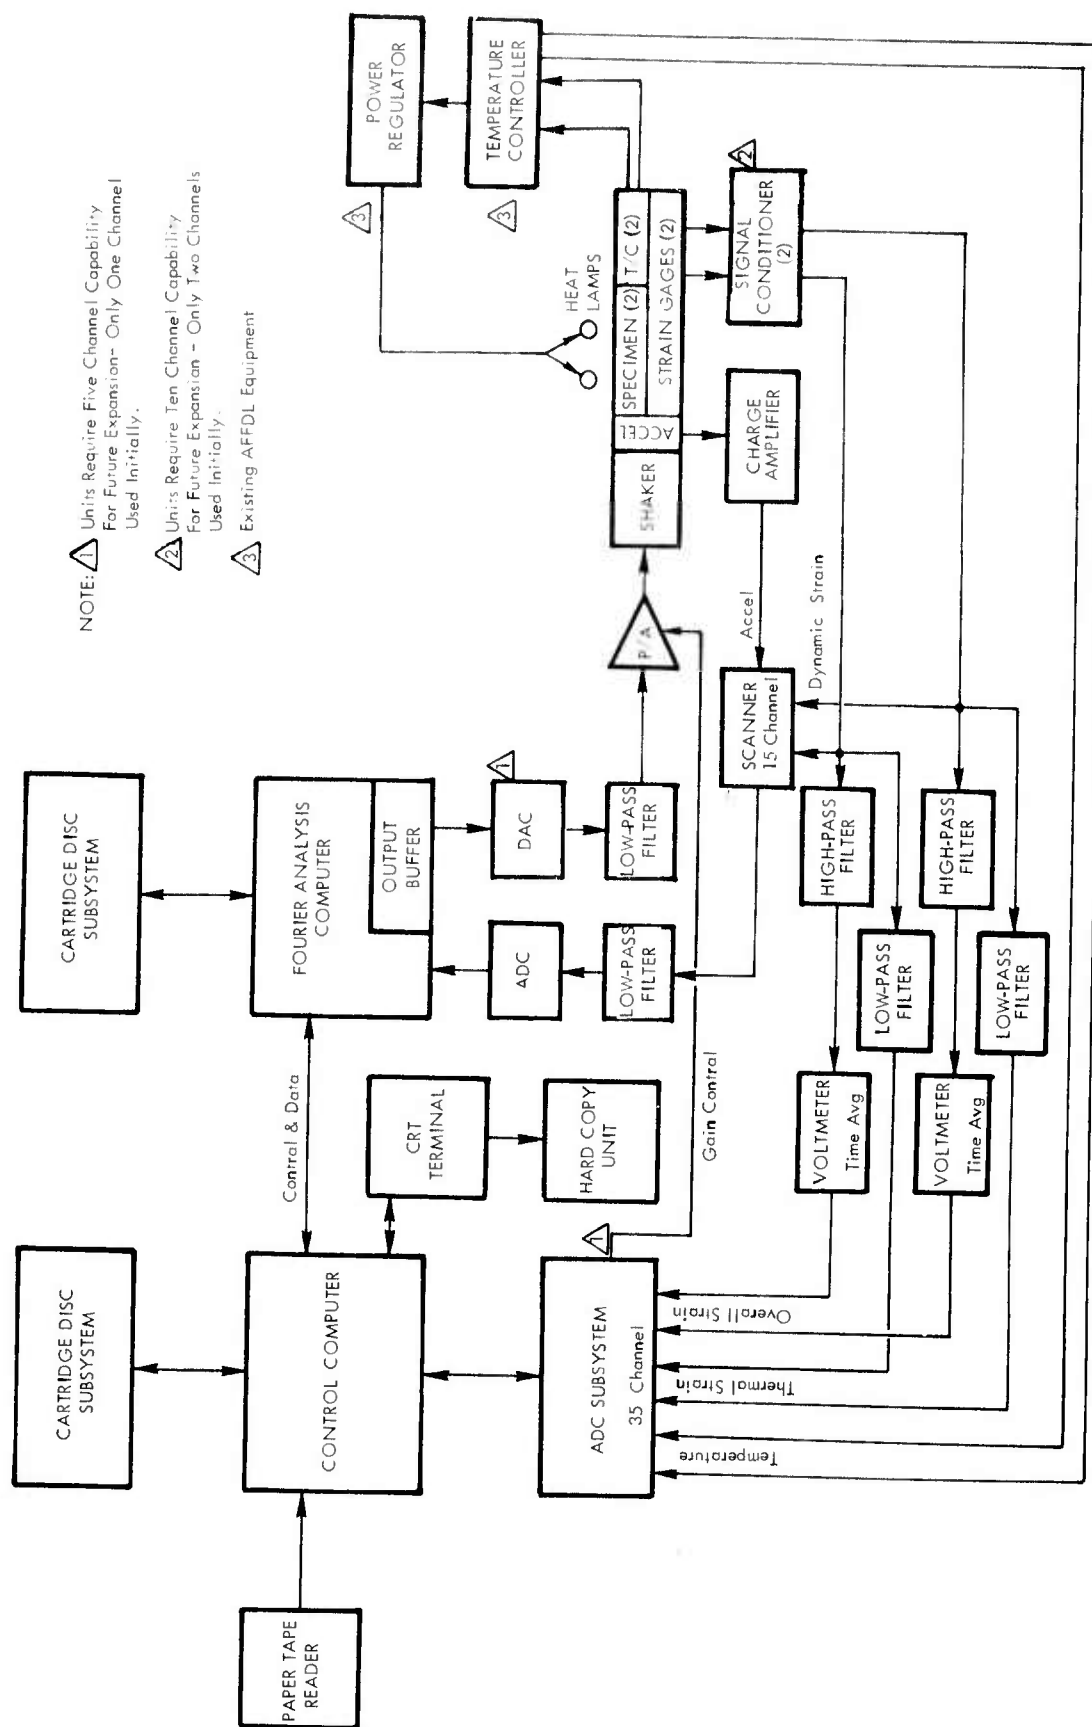 NOTE: 1 Units Require Five Channel Capability
For Future Expansion- Only One Channel
Used Initially.
2 Units Require Ten Channel Capability
For Future Expansion - Only Two Channels
Used Initially.
3 Existing AFFDL Equipment
CARTRIDGE DISC
SUBSYSTEM
CARTRIDGE DISC
SUBSYSTEM
PAPER TAPE
READER
CONTROL COMPUTER
Control & Data
FOURIER ANALYSIS
COMPUTER
OUTPUT
BUFFER
POWER
REGULATOR
3
TEMPERATURE
CONTROLLER
3
CRT
TERMINAL
HARD COPY
UNIT
ADC
DAC
1
LOW-PASS
FILTER
LOW-PASS
FILTER
P/A
SHAKER
ACCEL
SPECIMEN (2)
T/C (2)
STRAIN GAGES (2)
HEAT
LAMPS
ADC SUBSYSTEM
35 Channel
1
Gain Control
SCANNER
15 Channel
Accel
CHARGE
AMPLIFIER
SIGNAL
CONDITIONER
(2)
2
Dynamic Strain
Temperature
Thermal Strain
Overall Strain
VOLTMETER
Time Avg
HIGH-PASS
FILTER
LOW-PASS
FILTER
VOLTMETER
Time Avg
HIGH-PASS
FILTER
LOW-PASS
FILTER